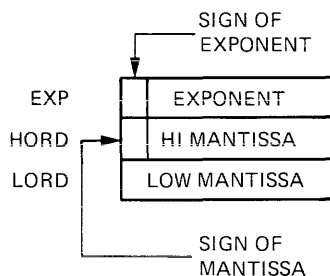 SIGN OF
EXPONENT
EXP EXPONENT
HORD HI MANTISSA
LORD LOW MANTISSA
SIGN OF
MANTISSA